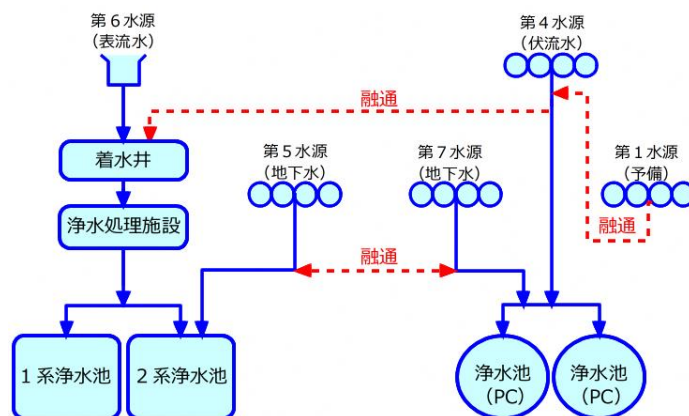 第6水源
（表流水）
第4水源
（伏流水）
融通
着水井
第5水源
（地下水）
第7水源
（地下水）
第1水源
（予備）
浄水処理施設
融通
融通
1系浄水池
2系浄水池
浄水池
（PC）
浄水池
（PC）